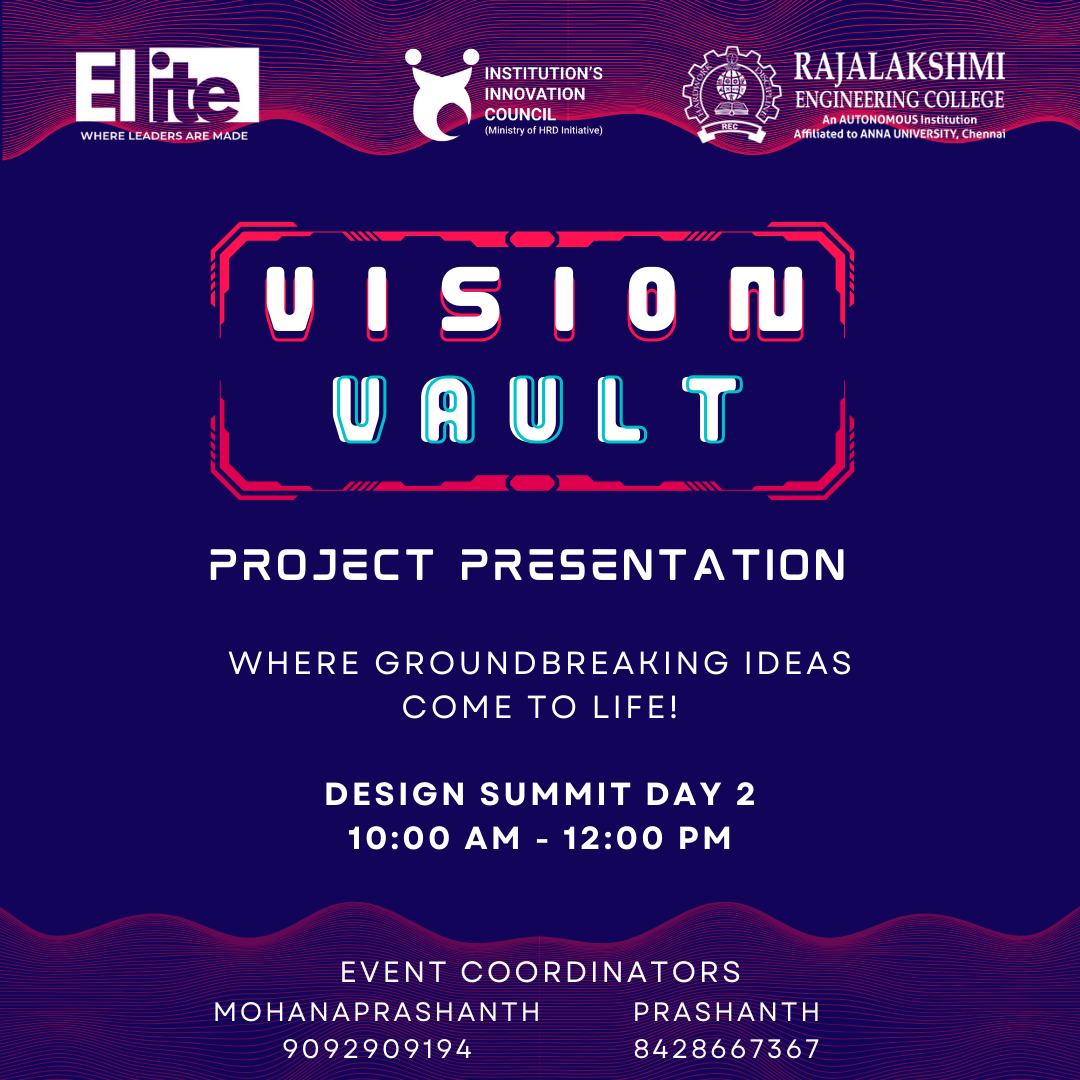 Elite
WHERE LEADERS ARE MADE
INSTITUTION'S
INNOVATION
COUNCIL
(Ministry of HRD Initiative)
REC
RAJALAKSHMI
ENGINEERING COLLEGE
An AUTONOMOUS Institution
Affiliated to ANNA UNIVERSITY, Chennai
VISION
VAULT
PROJECT PRESENTATION
WHERE GROUNDBREAKING IDEAS
COME TO LIFE!
DESIGN SUMMIT DAY 2
10:00 AM - 12:00 PM
EVENT COORDINATORS
MOHANAPRASHANTH PRASHANTH
9092909194 8428667367